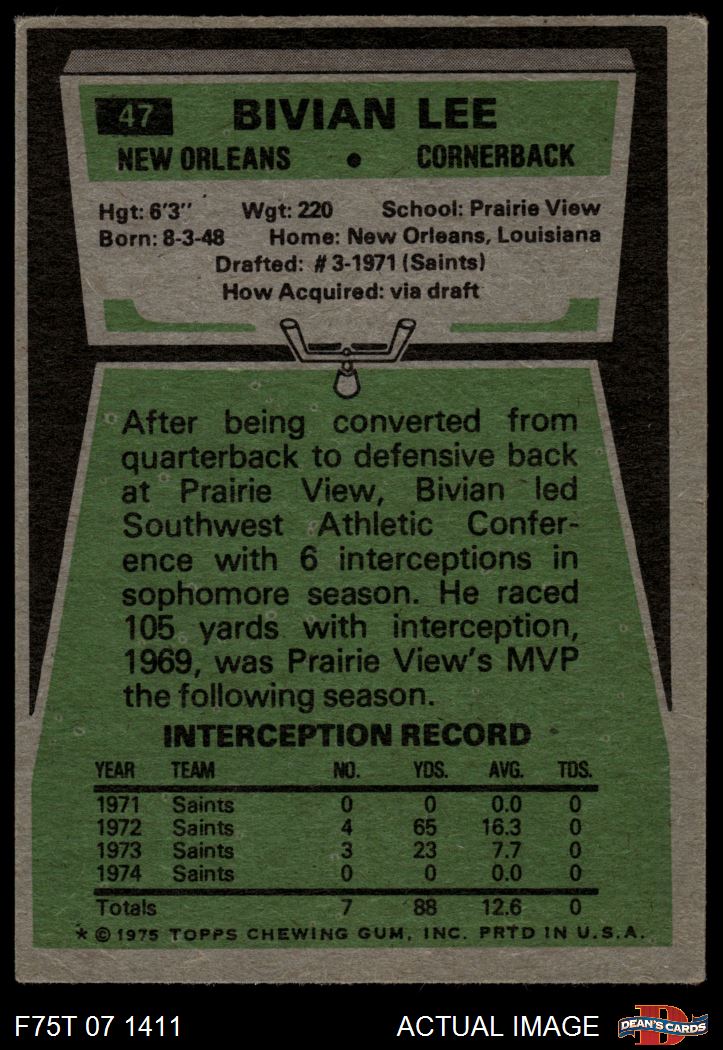 47 BIVIAN LEE
NEW ORLEANS • CORNERBACK
Hgt: 6'3" Wgt: 220 School: Prairie View
Born: 8-3-48 Home: New Orleans, Louisiana
Drafted: #3-1971 (Saints)
How Acquired: via draft
After being converted from
quarterback to defensive back
at Prairie View, Bivian led
Southwest Athletic Confer-
ence with 6 interceptions in
sophomore season. He raced
105 yards with interception,
1969, was Prairie View's MVP
the following season.
INTERCEPTION RECORD
YEAR TEAM NO. YDS. AVG. TDS.
1971 Saints 0 0 0.0 0
1972 Saints 4 65 16.3 0
1973 Saints 3 23 7.7 0
1974 Saints 0 0 0.0 0
Totals 7 88 12.6 0
* © 1975 TOPPS CHEWING GUM, INC. PRTD IN U.S.A.
F75T 07 1411 ACTUAL IMAGE D DEAN'S CARDS